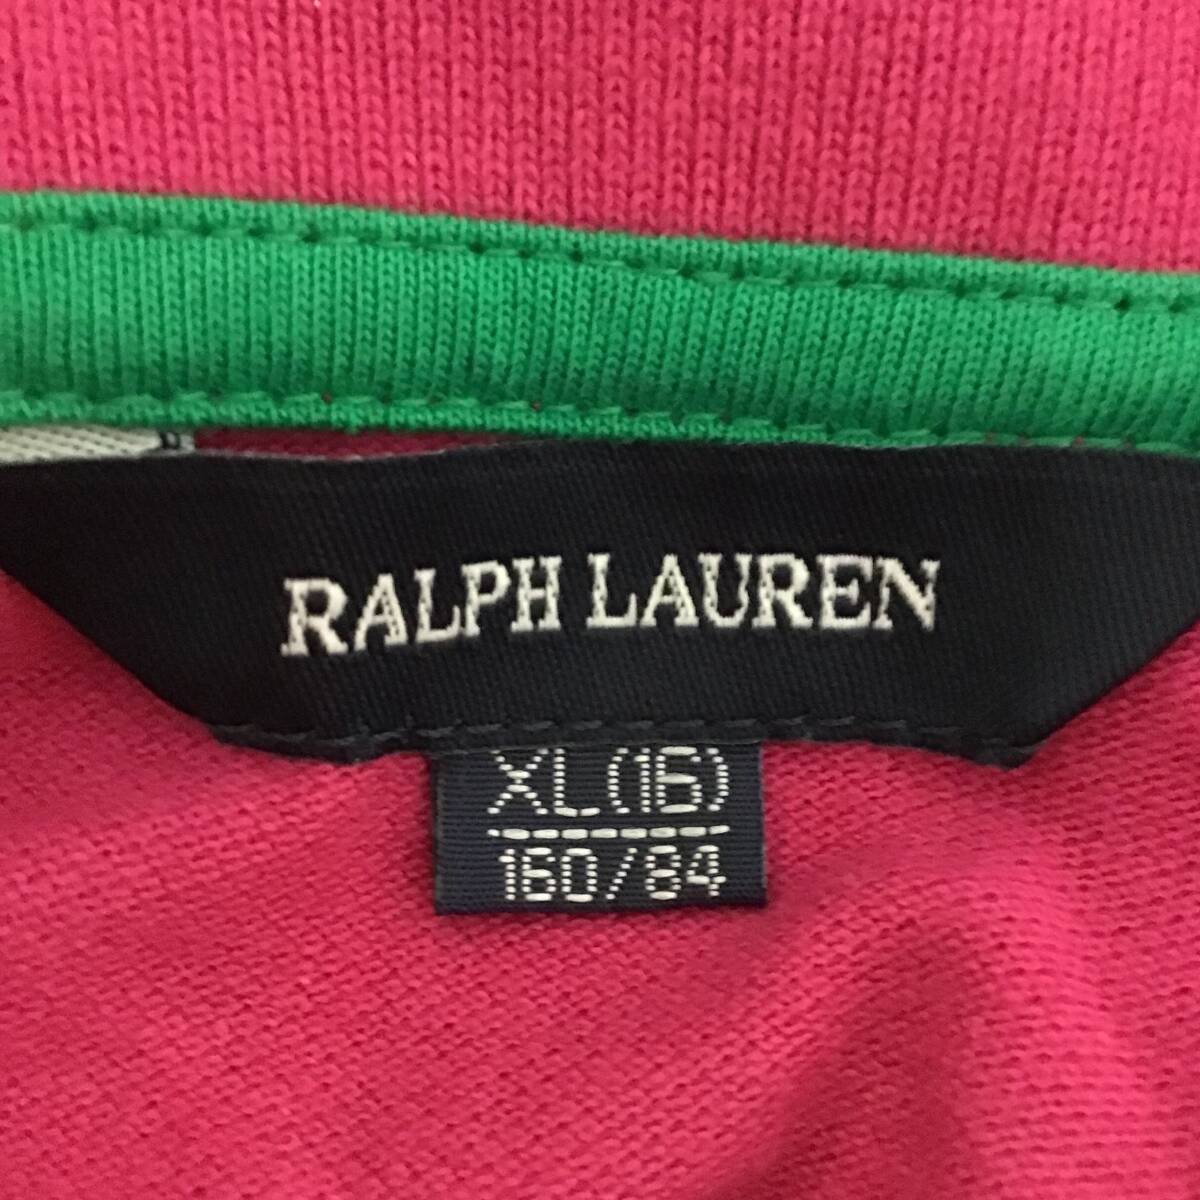 RALPH LAUREN
XL(16)
160/84